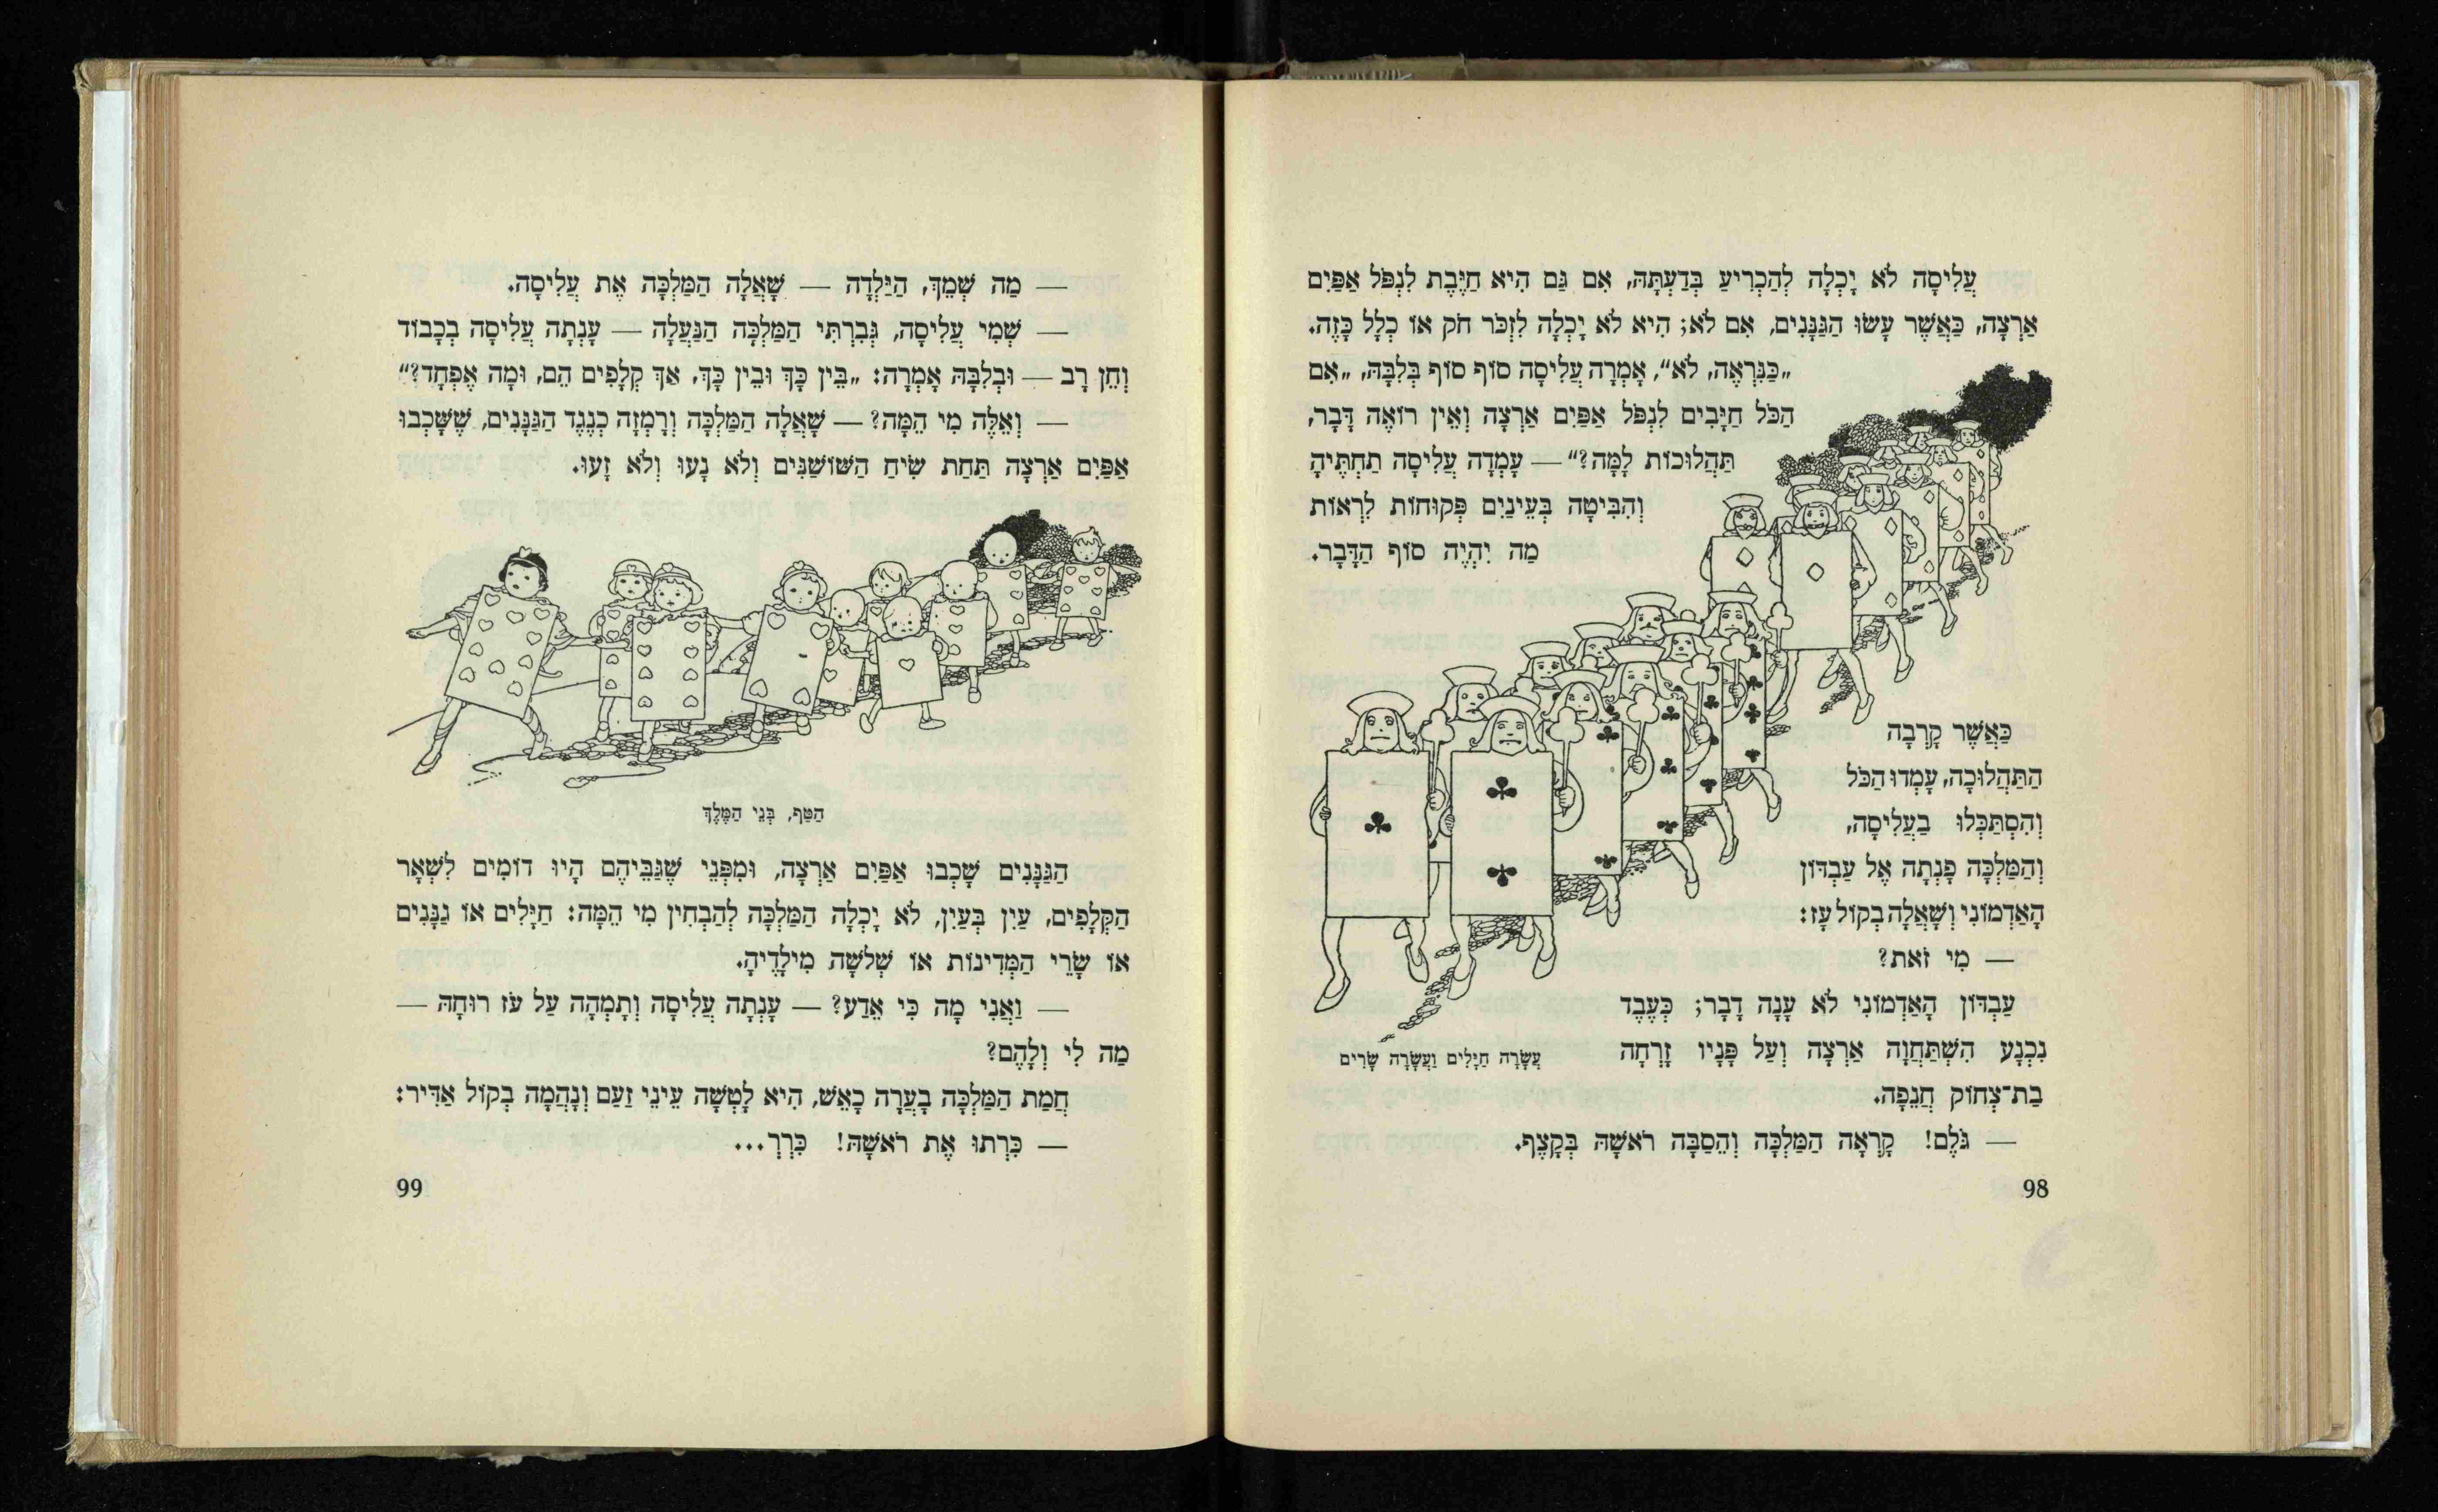 עֲלִיסָה לֹא יָכְלָה לְהַכְרִיעַ בְּדַעְתָּהּ, אִם גַּם הִיא חַיֶּבֶת לִנְפֹּל אַפַּיִם
אַרְצָה, כַּאֲשֶׁר עָשׂוּ הַגַּנָּנִים, אִם לֹא; הִיא לֹא יָכְלָה לִזְכֹּר חֹק אוֹ כְלָל כָּזֶה.
„כַּנִּרְאֶה, לֹא“, אָמְרָה עֲלִיסָה סוֹף סוֹף בְּלִבָּהּ, „אִם
הַכֹּל חַיָּבִים לִנְפֹּל אַפַּיִם אַרְצָה וְאֵין רוֹאֶה דָּבָר,
תַּהֲלוּכוֹת לָמָּה?“ — עָמְדָה עֲלִיסָה תַחְתֶּיהָ
וְהִבִּיטָה בְּעֵינַיִם פְּקוּחוֹת לִרְאוֹת
מַה יִּהְיֶה סוֹף הַדָּבָר.
כַּאֲשֶׁר קָרְבָה
הַתַּהֲלוּכָה, עָמְדוּ הַכֹּל
וְהִסְתַּכְּלוּ בַּעֲלִיסָה,
וְהַמַּלְכָּה פָּנְתָה אֶל עַבְדּוֹן
הָאַדְמוֹנִי וְשָׁאֲלָה בְקוֹל עָז:
— מִי זֹאת?
עַבְדּוֹן הָאַדְמוֹנִי לֹא עָנָה דָבָר; כְּעֶבֶד
נִכְנָע הִשְׁתַּחֲוָה אַרְצָה וְעַל פָּנָיו זָרְחָה
בַת־צְחוֹק חֲנֵפָה.
— גֹּלֶם! קָרְאָה הַמַּלְכָּה וְהֵסַבָּה רֹאשָׁהּ בְּקֶצֶף.
עֲשָׂרָה חַיָּלִים וַעֲשָׂרָה שָׂרִים
98
— מַה שְּׁמֵךְ, הַיַּלְדָּה — שָׁאֲלָה הַמַּלְכָּה אֶת עֲלִיסָה.
— שְׁמִי עֲלִיסָה, גְּבִרְתִּי הַמַּלְכָּה הַנַּעֲלָה — עָנְתָה עֲלִיסָה בְכָבוֹד
וְחֵן רָב — וּבְלִבָּהּ אָמְרָה: „בֵּין כָּךְ וּבֵין כָּךְ, אַךְ קְלָפִים הֵם, וּמָה אֶפְחָד?“
— וְאֵלֶּה מִי הֵמָּה? — שָׁאֲלָה הַמַּלְכָּה וְרָמְזָה כְנֶגֶד הַגַּנָּנִים, שֶׁשָּׁכְבוּ
אַפַּיִם אַרְצָה תַּחַת שִׂיחַ הַשּׁוֹשַׁנִּים וְלֹא נָעוּ וְלֹא זָעוּ.
הַטַּף, בְּנֵי הַמֶּלֶךְ
הַגַּנָּנִים שָׁכְבוּ אַפַּיִם אַרְצָה, וּמִפְּנֵי שֶׁגַּבֵּיהֶם הָיוּ דוֹמִים לִשְׁאָר
הַקְּלָפִים, עַיִן בְּעַיִן, לֹא יָכְלָה הַמַּלְכָּה לְהַבְחִין מִי הֵמָּה: חַיָּלִים אוֹ גַנָּנִים
אוֹ שָׂרֵי הַמְּדִינוֹת אוֹ שְׁלֹשָׁה מִילָדֶיהָ.
— וַאֲנִי מָה כִּי אֵדַע? — עָנְתָה עֲלִיסָה וְתָמְהָה עַל עֹז רוּחָהּ —
מַה לִּי וְלָהֶם?
חֲמַת הַמַּלְכָּה בָּעֲרָה כָאֵשׁ, הִיא לָטְשָׁה עֵינֵי זַעַם וְנָהֲמָה בְקוֹל אַדִּיר:
— כִּרְתוּ אֶת רֹאשָׁהּ! כִּרְךְ...
99